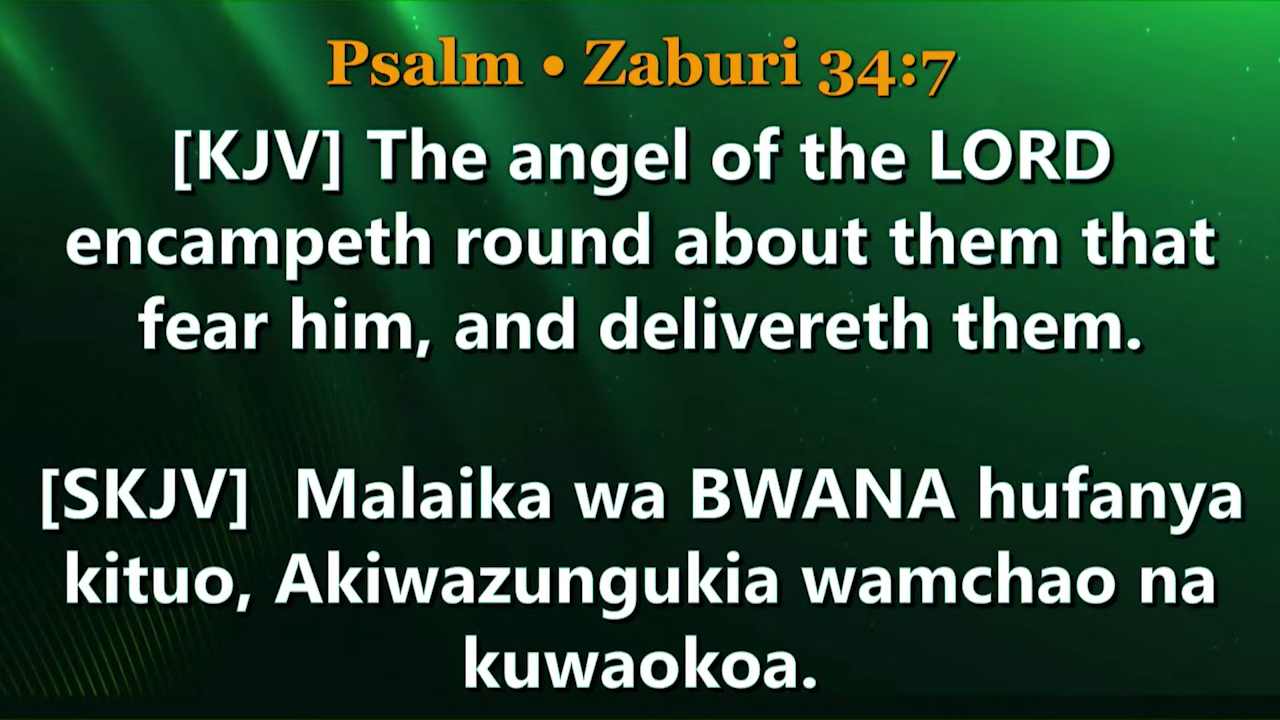 Psalm • Zaburi 34:7
[KJV] The angel of the LORD
encampeth round about them that
fear him, and delivereth them.
[SKJV] Malaika wa BWANA hufanya
kituo, Akiwazungukia wamchao na
kuwaokoa.